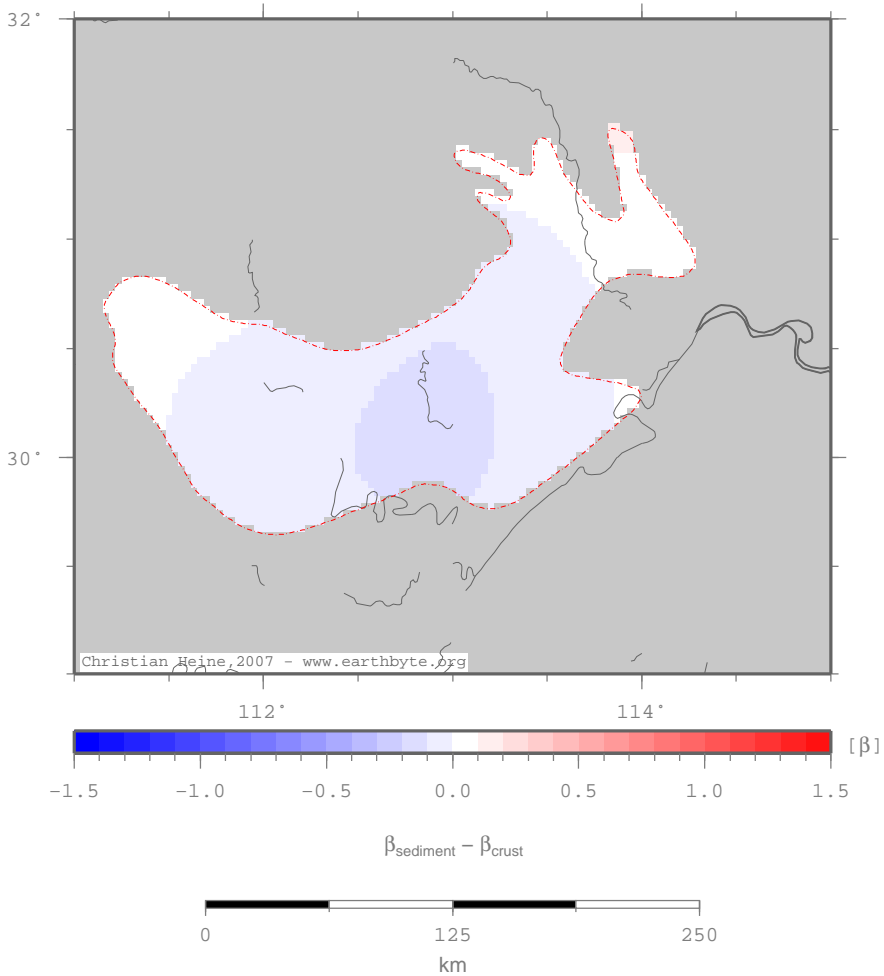 32°
30°
Christian Heine,2007 - www.earthbyte.org
112° 114°
[β]
-1.5 -1.0 -0.5 0.0 0.5 1.0 1.5
βsediment – βcrust
0 125 250
km